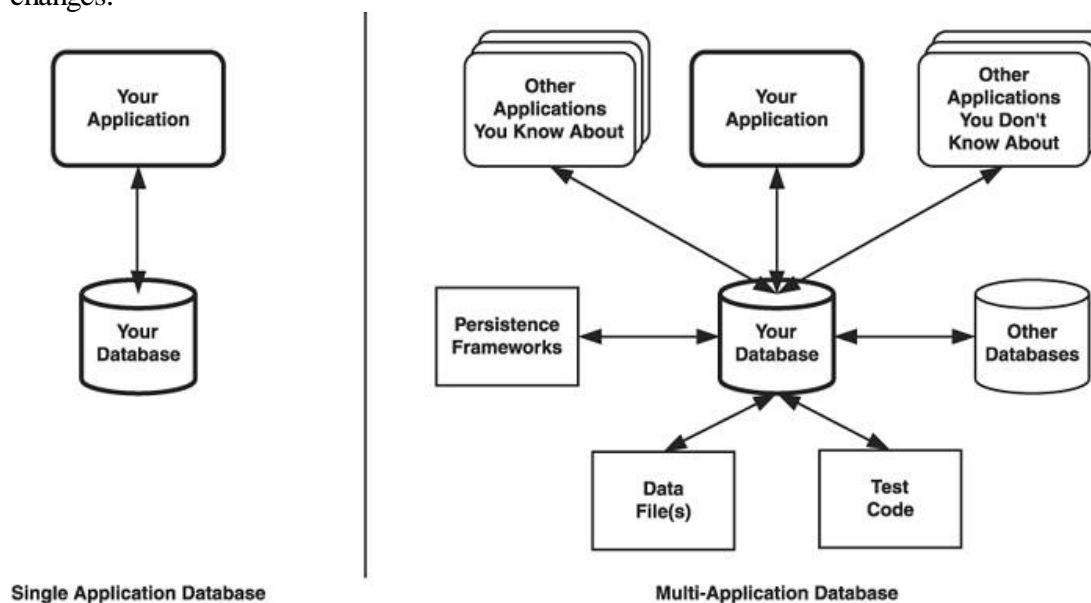 changes.
Your
Application
Your
Database
Single Application Database
Other
Applications
You Know About
Your
Application
Other
Applications
You Don't
Know About
Persistence
Frameworks
Your
Database
Other
Databases
Data
File(s)
Test
Code
Multi-Application Database